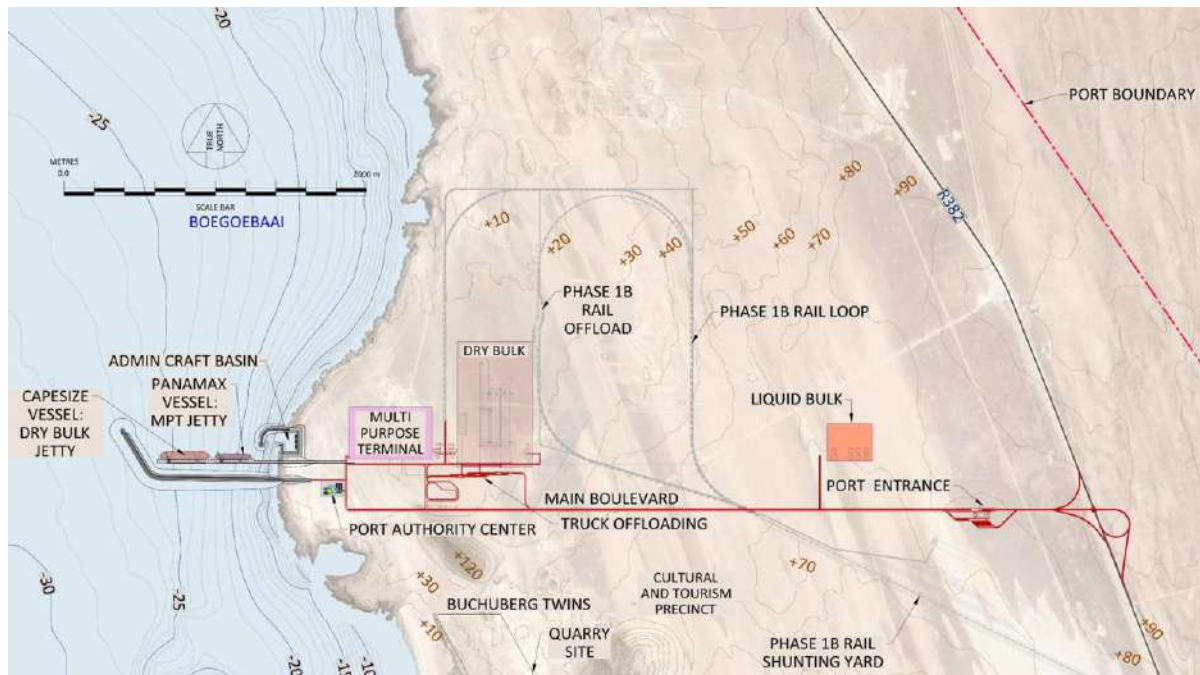 -20
-25
TRUE
NORTH
METRES
0.0
2000 m
SCALE BAR
BOEGOEBAAI
PORT BOUNDARY
R382
+80
+90
+10
+20
+30
+40
+50
+60
+70
PHASE 1B
RAIL
OFFLOAD
PHASE 1B RAIL LOOP
DRY BULK
ADMIN CRAFT BASIN
PANAMAX
VESSEL:
MPT JETTY
CAPESIZE
VESSEL:
DRY BULK
JETTY
MULTI
PURPOSE
TERMINAL
LIQUID BULK
PORT ENTRANCE
MAIN BOULEVARD
TRUCK OFFLOADING
PORT AUTHORITY CENTER
+120
+30
+10
+70
CULTURAL
AND TOURISM
PRECINCT
BUCHUBERG TWINS
QUARRY
SITE
PHASE 1B RAIL
SHUNTING YARD
+90
+80
-30
-25
-20
-15
-10